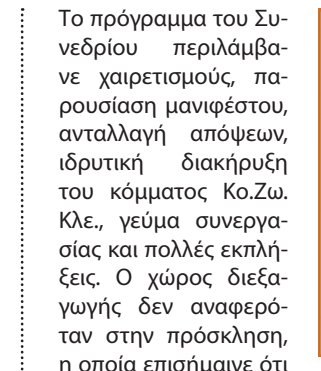 Το πρόγραμμα του Συ-
νεδρίου περιλάμβα-
νε χαιρετισμούς, πα-
ρουσίαση μανιφέστου,
ανταλλαγή απόψεων,
ιδρυτική διακήρυξη
του κόμματος Κο.Ζω.
Κλε., γεύμα συνεργα-
σίας και πολλές εκπλή-
ξεις. Ο χώρος διεξα-
γωγής δεν αναφερό-
ταν στην πρόσκληση,
η οποία επισήμαινε ότι